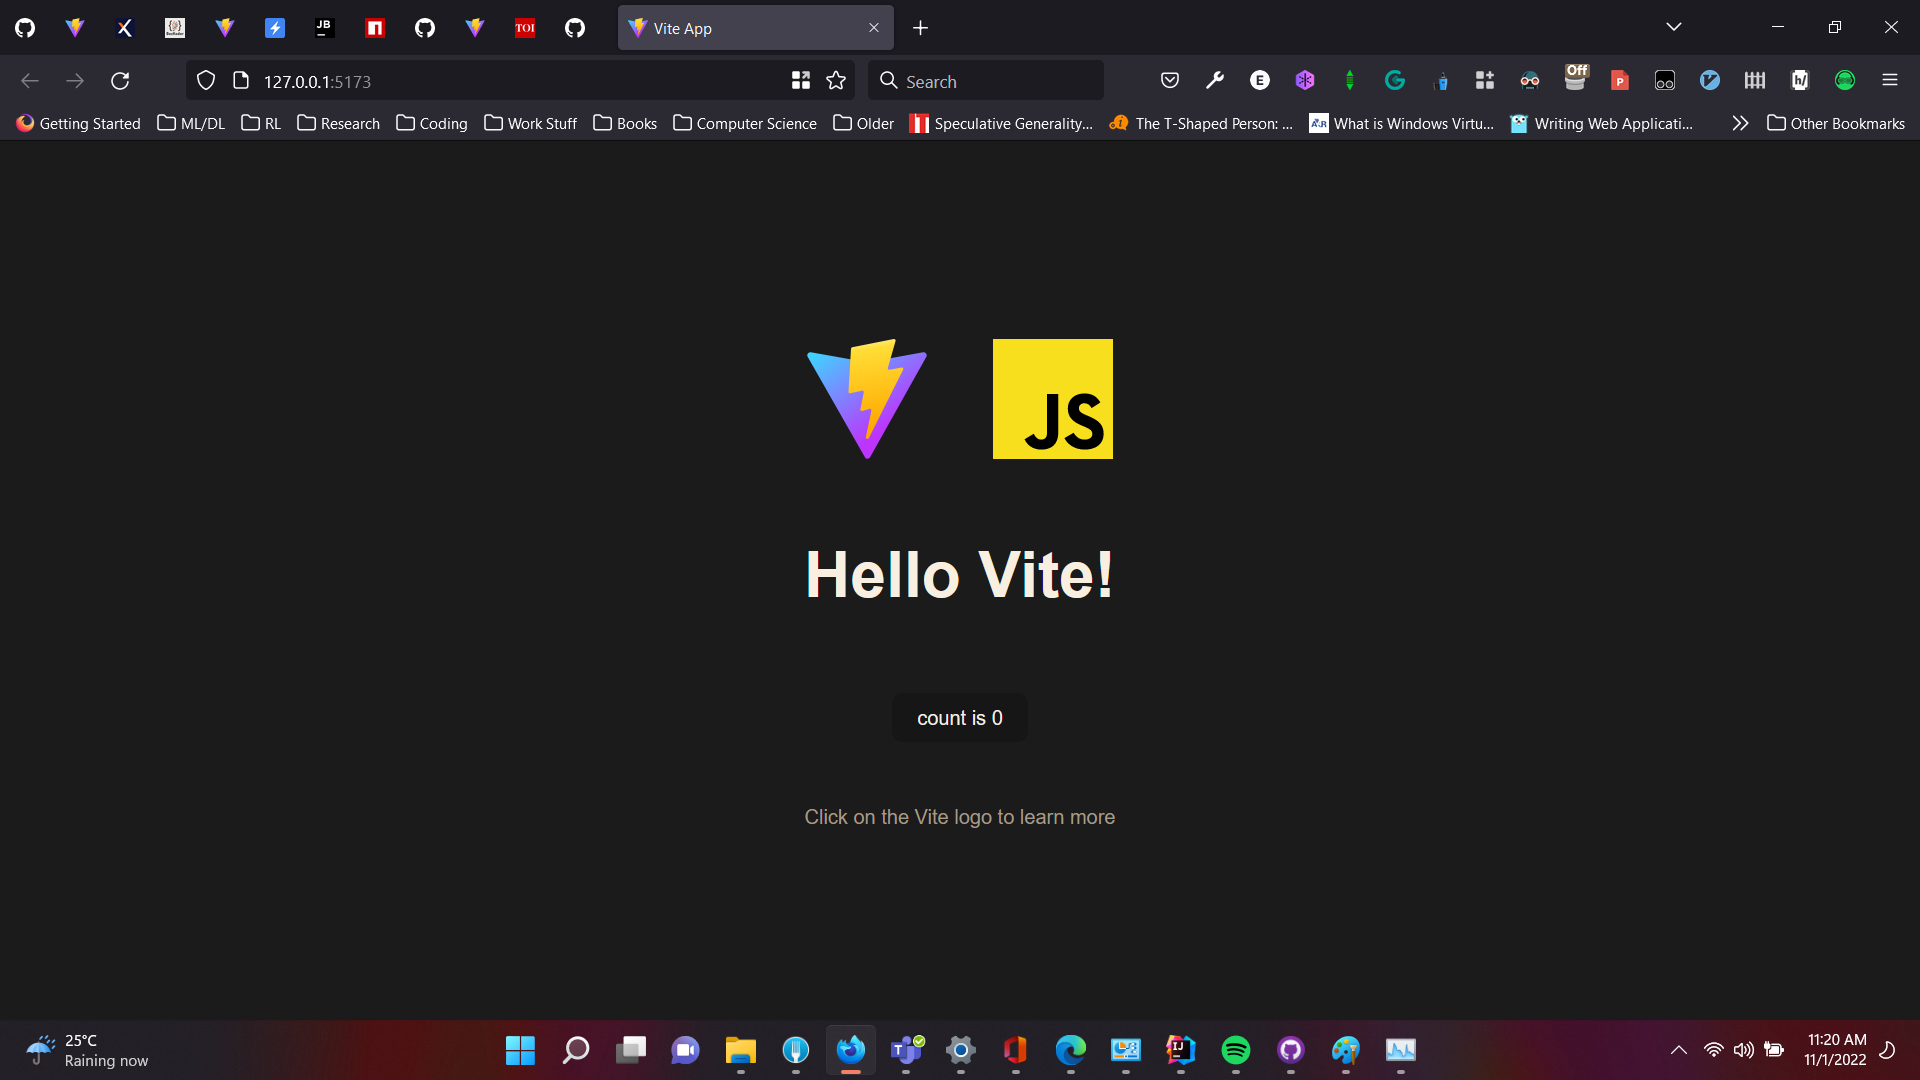 JB
TOI
Vite App
127.0.0.1:5173
Search
E
Off
P
h/
Getting Started
ML/DL
RL
Research
Coding
Work Stuff
Books
Computer Science
Older
Speculative Generality...
The T-Shaped Person: ...
What is Windows Virtu...
Writing Web Applicati...
Other Bookmarks
JS
Hello Vite!
count is 0
Click on the Vite logo to learn more
25°C
Raining now
T
IJ
11:20 AM
11/1/2022